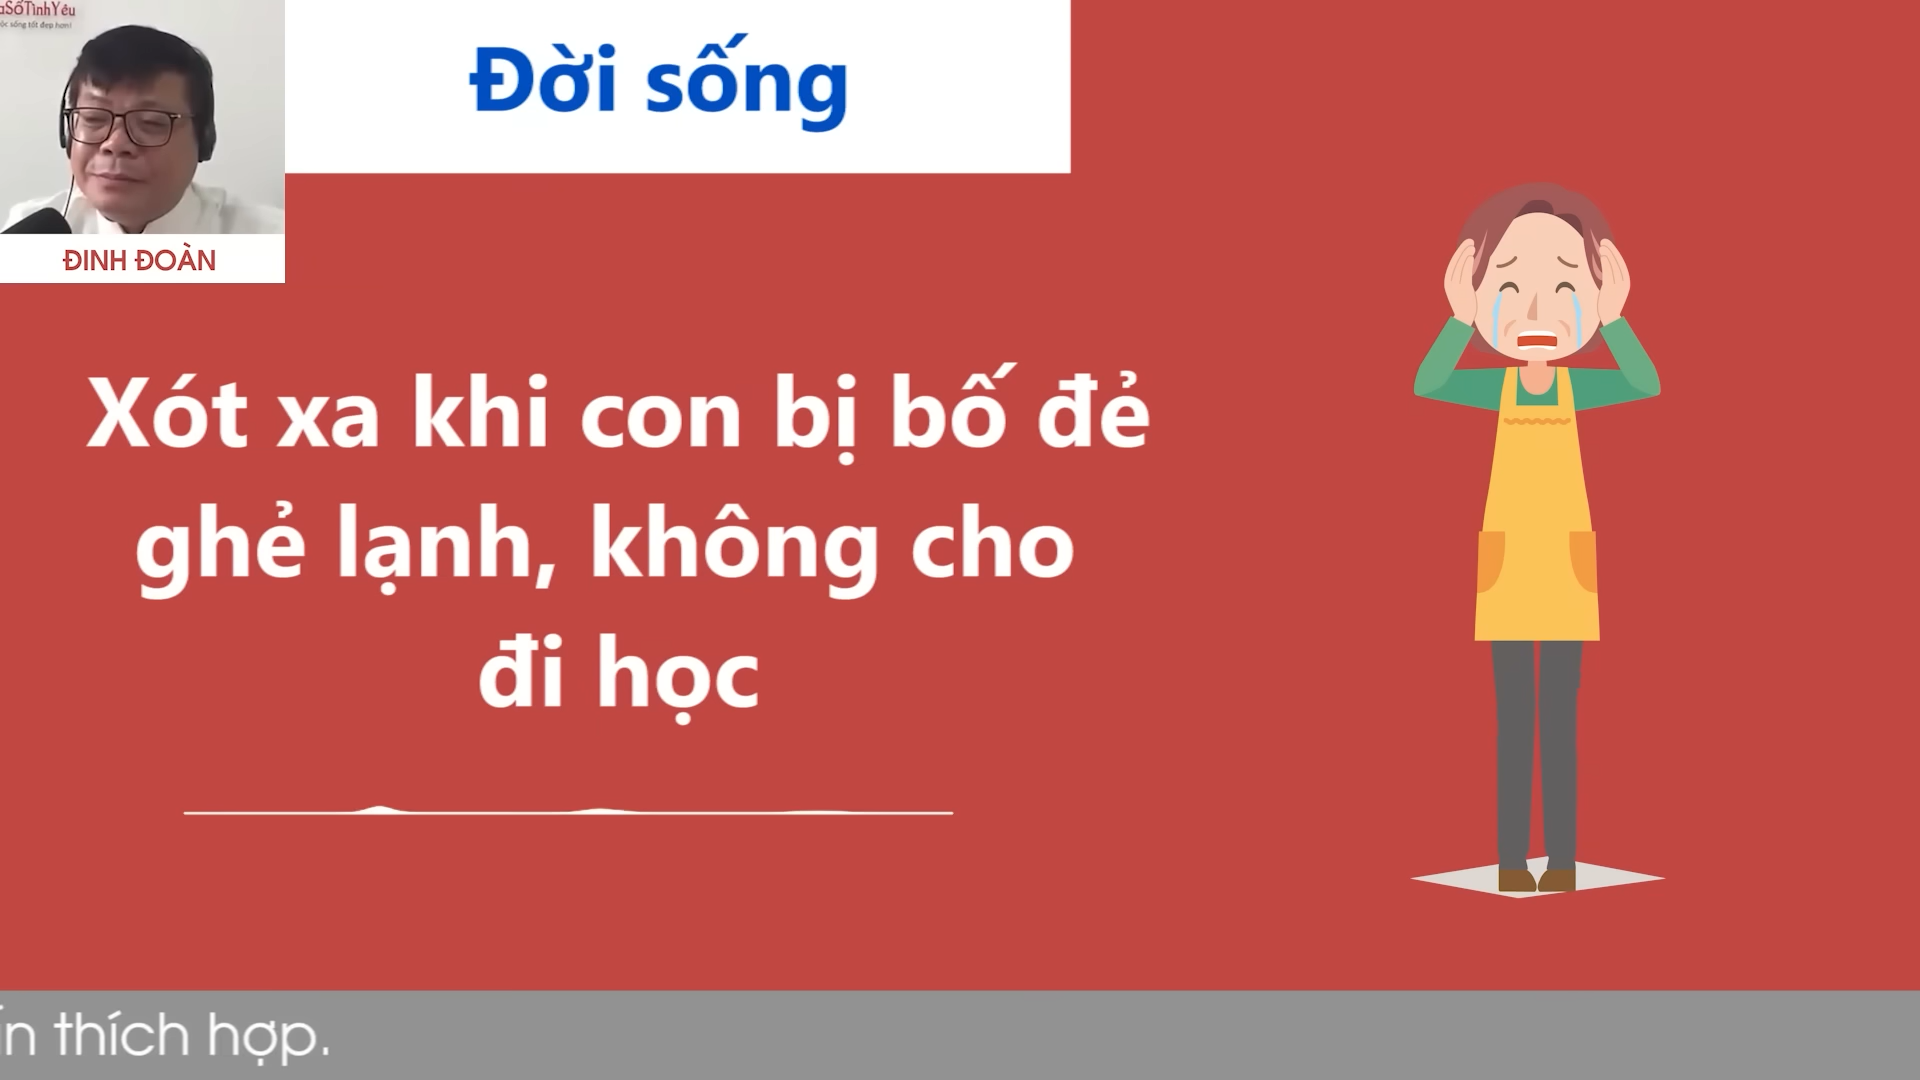 Đời sống
ĐINH ĐOÀN
Xót xa khi con bị bố đẻ
ghẻ lạnh, không cho
đi học
thích hợp.